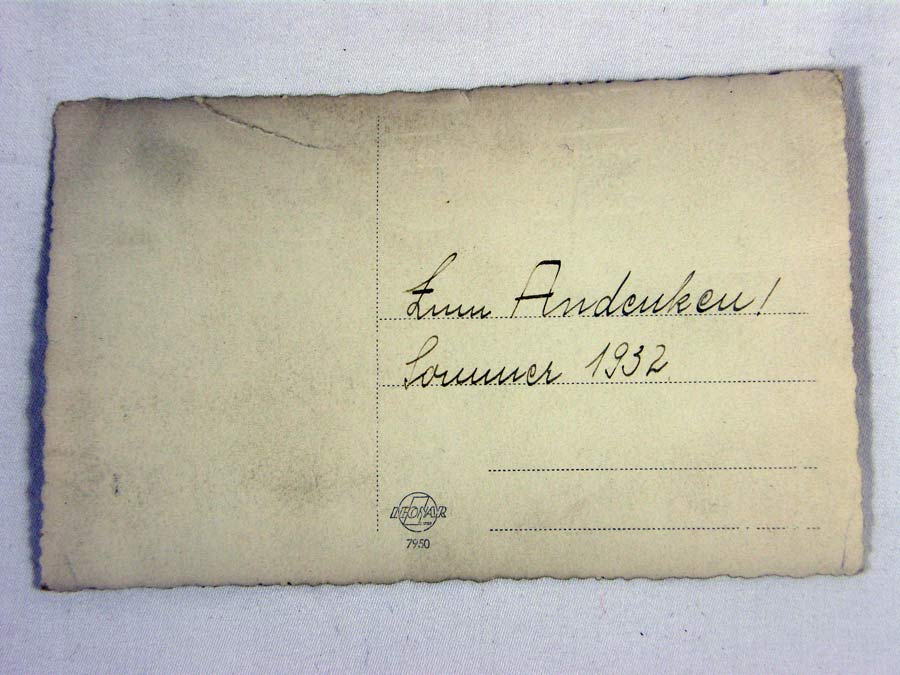 Zum Andenken!
Sommer 1932
LEONAR
7950